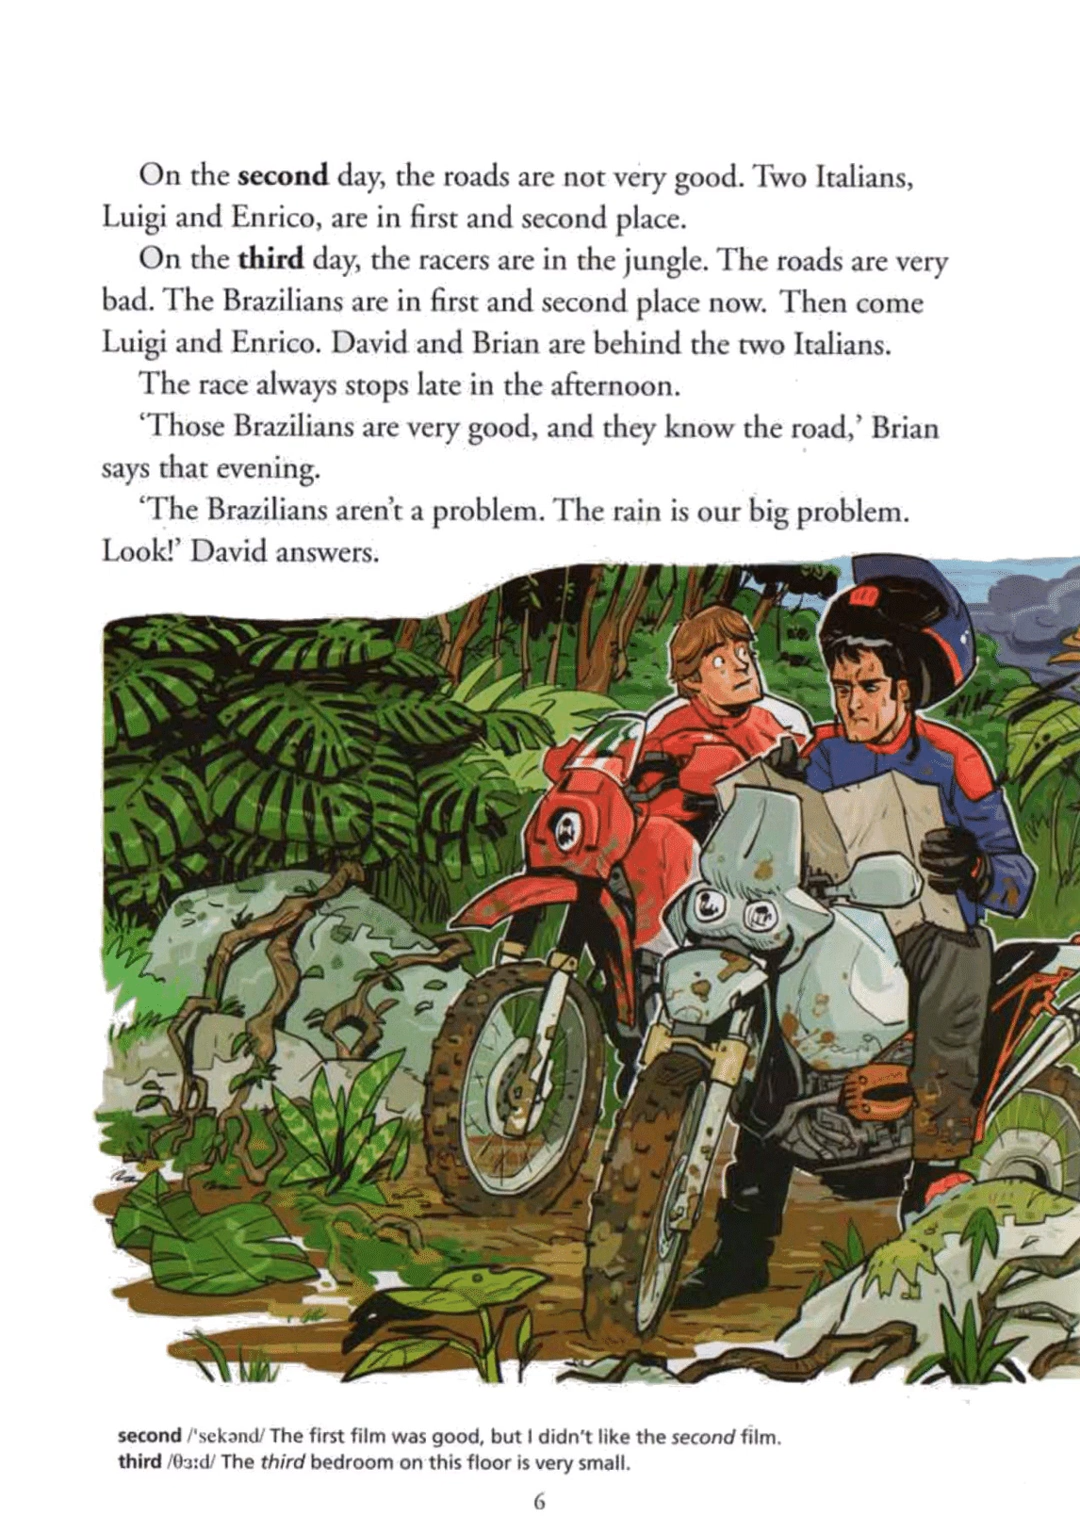 On the second day, the roads are not very good. Two Italians,
Luigi and Enrico, are in first and second place.
On the third day, the racers are in the jungle. The roads are very
bad. The Brazilians are in first and second place now. Then come
Luigi and Enrico. David and Brian are behind the two Italians.
The race always stops late in the afternoon.
‘Those Brazilians are very good, and they know the road,’ Brian
says that evening.
‘The Brazilians aren’t a problem. The rain is our big problem.
Look!’ David answers.
second /ˈsekənd/ The first film was good, but I didn’t like the second film.
third /θɜːd/ The third bedroom on this floor is very small.
6